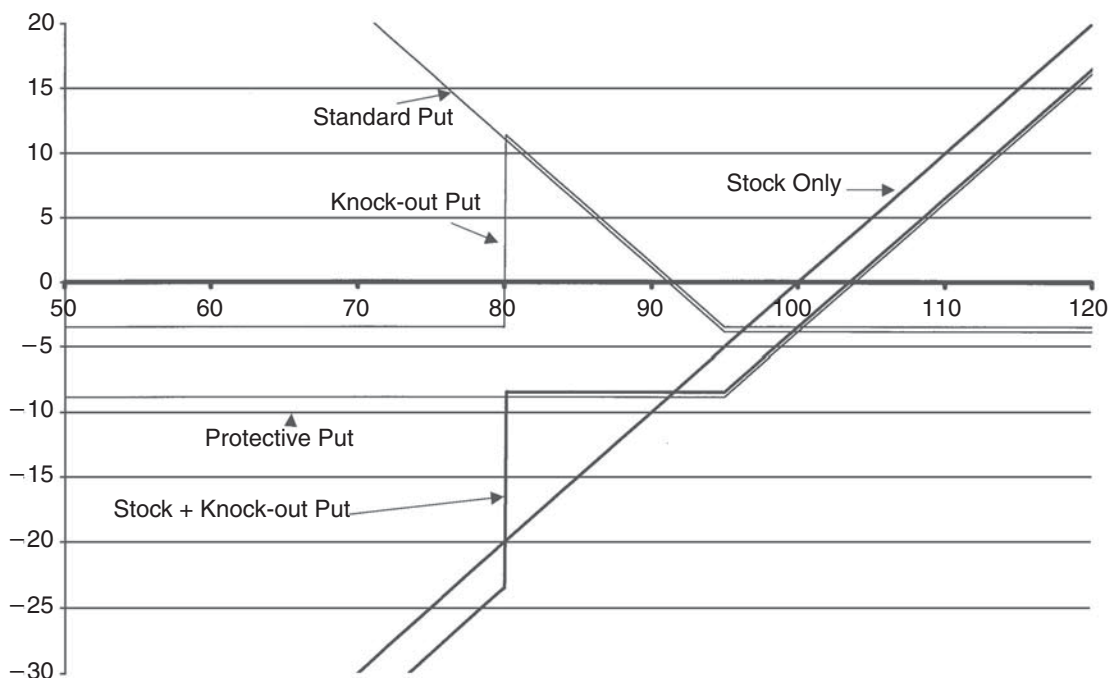 20
15
Standard Put
10
Stock Only
Knock-out Put
5
0
50 60 70 80 90 100 110 120
−5
−10
Protective Put
−15
Stock + Knock-out Put
−20
−25
−30